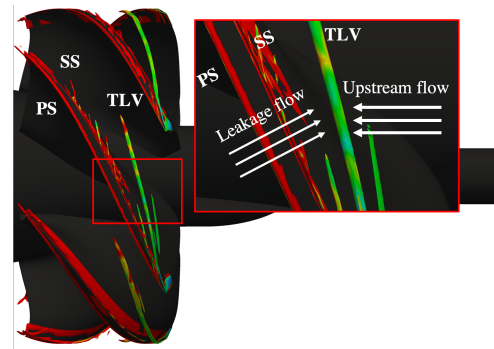 SS
PS
TLV
PS
SS
TLV
Leakage flow
Upstream flow